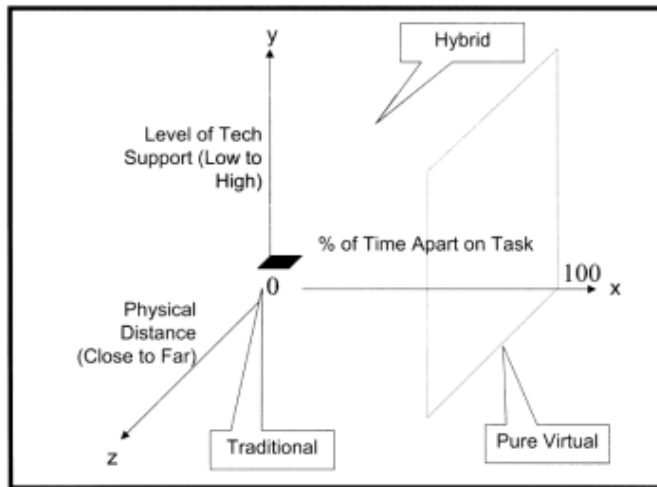 y
Hybrid
Level of Tech
Support (Low to
High)
% of Time Apart on Task
0
100
x
Physical
Distance
(Close to Far)
z
Traditional
Pure Virtual